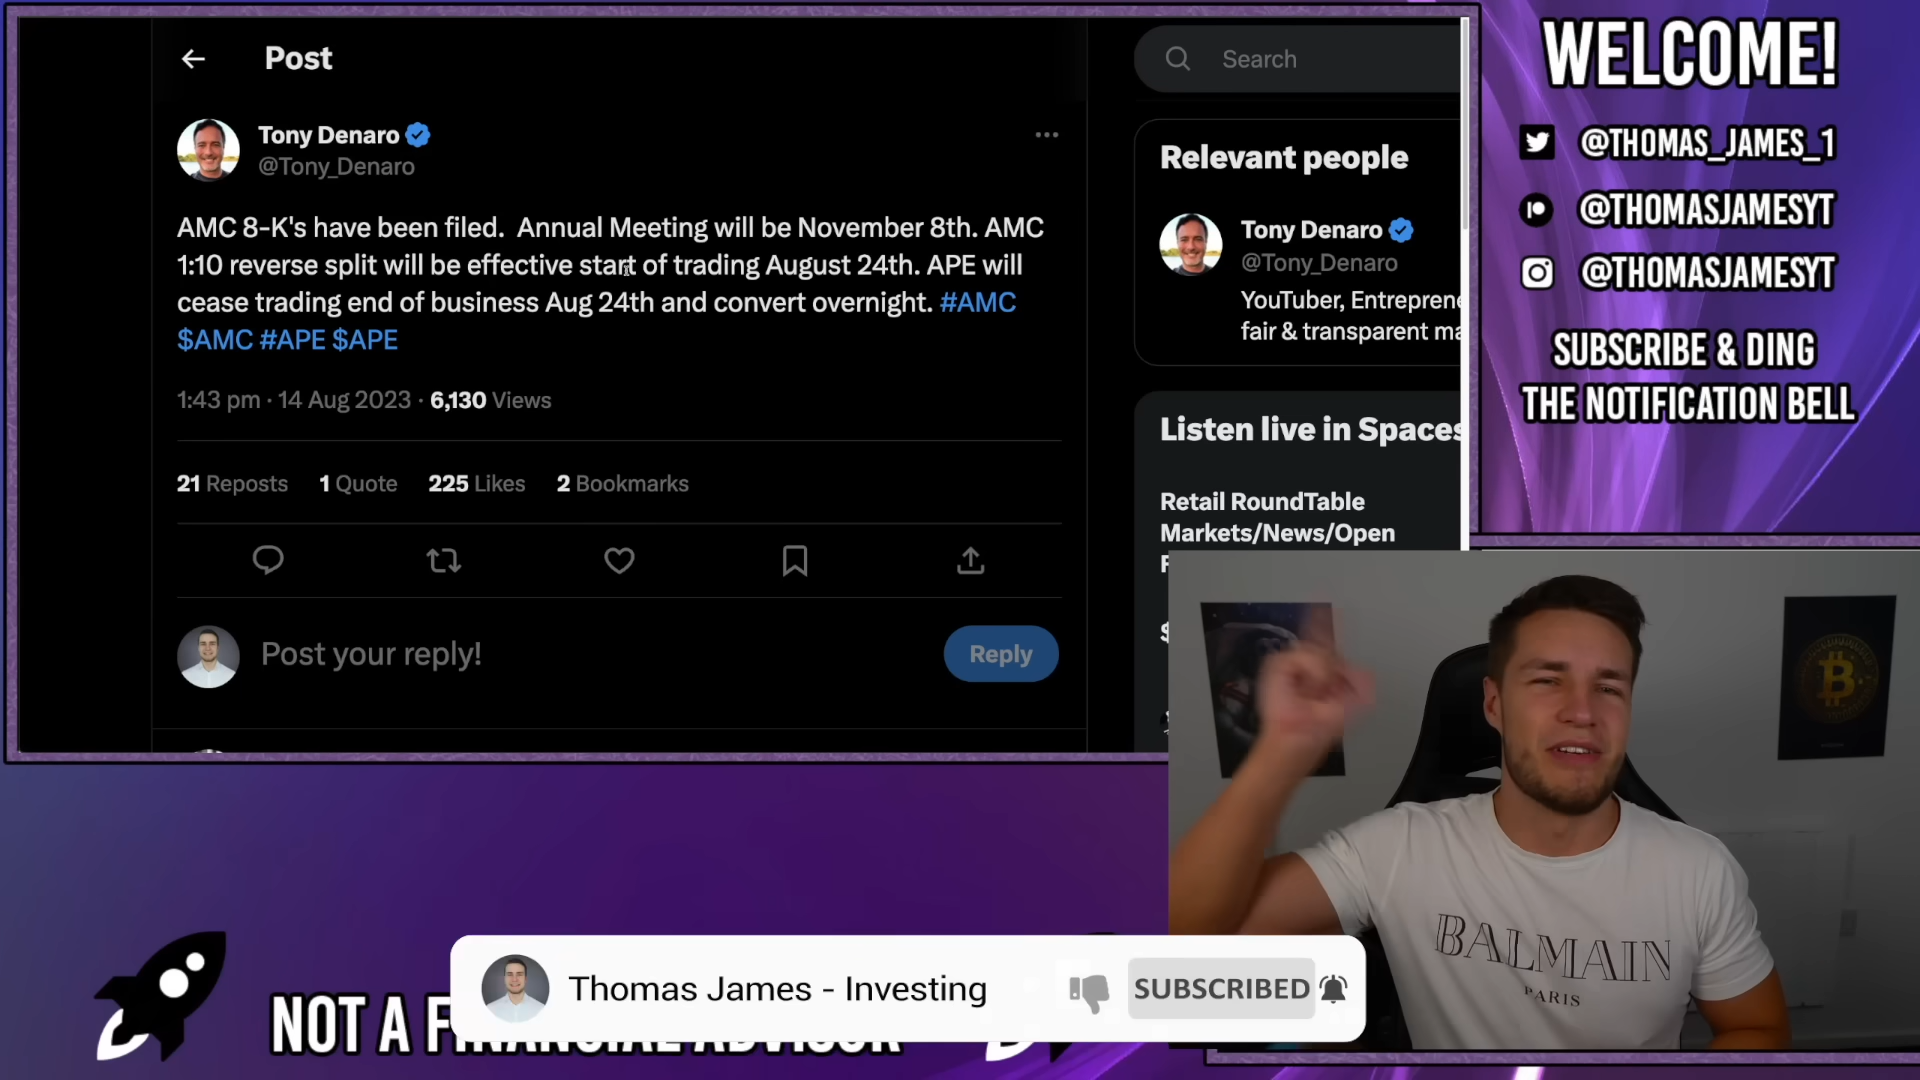 Post
Tony Denaro
@Tony_Denaro
AMC 8-K's have been filed. Annual Meeting will be November 8th. AMC
1:10 reverse split will be effective start of trading August 24th. APE will
cease trading end of business Aug 24th and convert overnight. #AMC
$AMC #APE $APE
1:43 pm · 14 Aug 2023 · 6,130 Views
21 Reposts 1 Quote 225 Likes 2 Bookmarks
Post your reply!
Reply
Search
Relevant people
Tony Denaro
@Tony_Denaro
YouTuber, Entreprene
fair & transparent ma
Listen live in Spaces
Retail RoundTable
Markets/News/Open
WELCOME!
@THOMAS_JAMES_1
@THOMASJAMESYT
@THOMASJAMESYT
SUBSCRIBE & DING
THE NOTIFICATION BELL
BALMAIN
PARIS
NOT A FINANCIAL ADVISOR
Thomas James - Investing
SUBSCRIBED